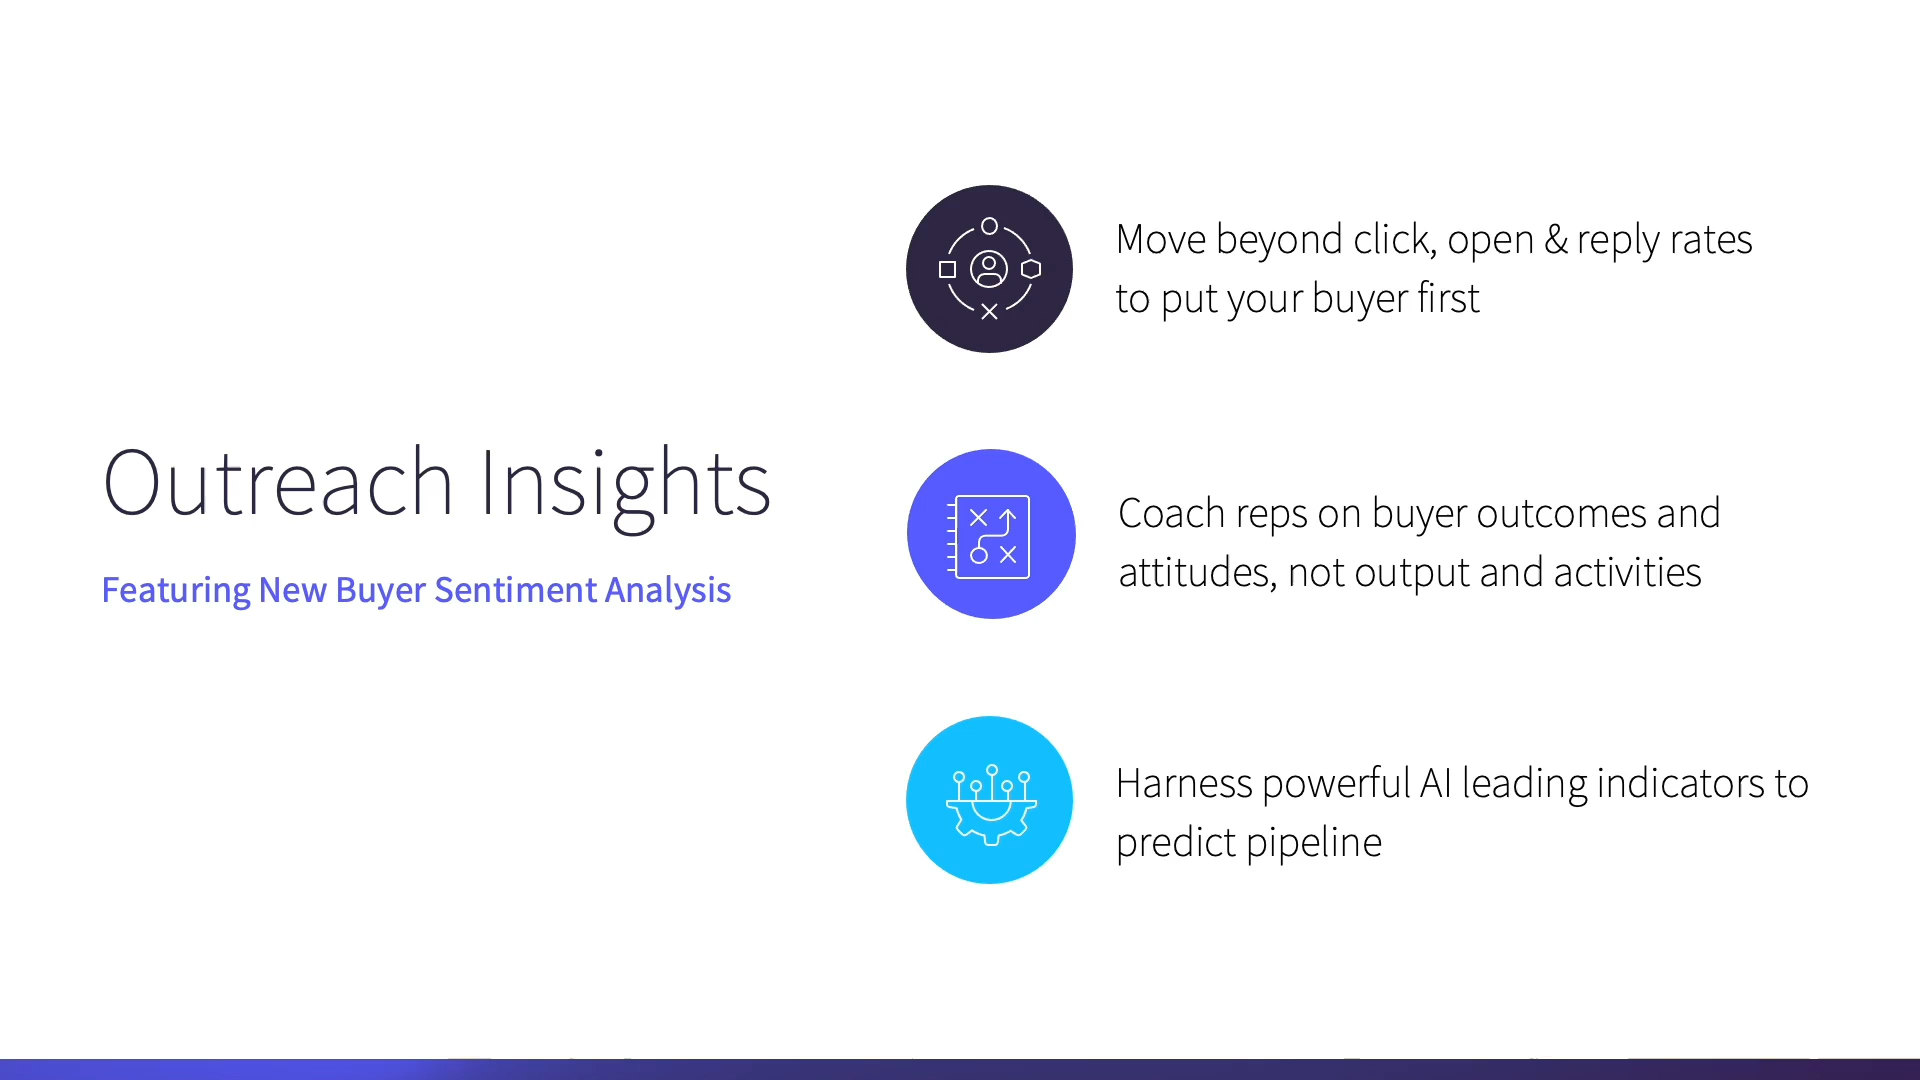 Outreach Insights
Featuring New Buyer Sentiment Analysis
Move beyond click, open & reply rates
to put your buyer first
Coach reps on buyer outcomes and
attitudes, not output and activities
Harness powerful AI leading indicators to
predict pipeline